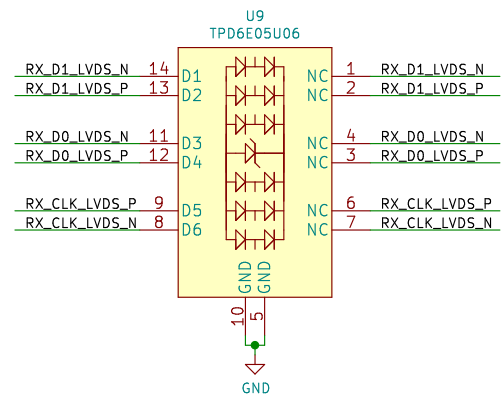 U9
TPD6E05U06
RX_D1_LVDS_N 14 D1 NC 1 RX_D1_LVDS_N
RX_D1_LVDS_P 13 D2 NC 2 RX_D1_LVDS_P
RX_D0_LVDS_N 11 D3 NC 4 RX_D0_LVDS_N
RX_D0_LVDS_P 12 D4 NC 3 RX_D0_LVDS_P
RX_CLK_LVDS_P 9 D5 NC 6 RX_CLK_LVDS_P
RX_CLK_LVDS_N 8 D6 NC 7 RX_CLK_LVDS_N
GND GND
10 5
GND